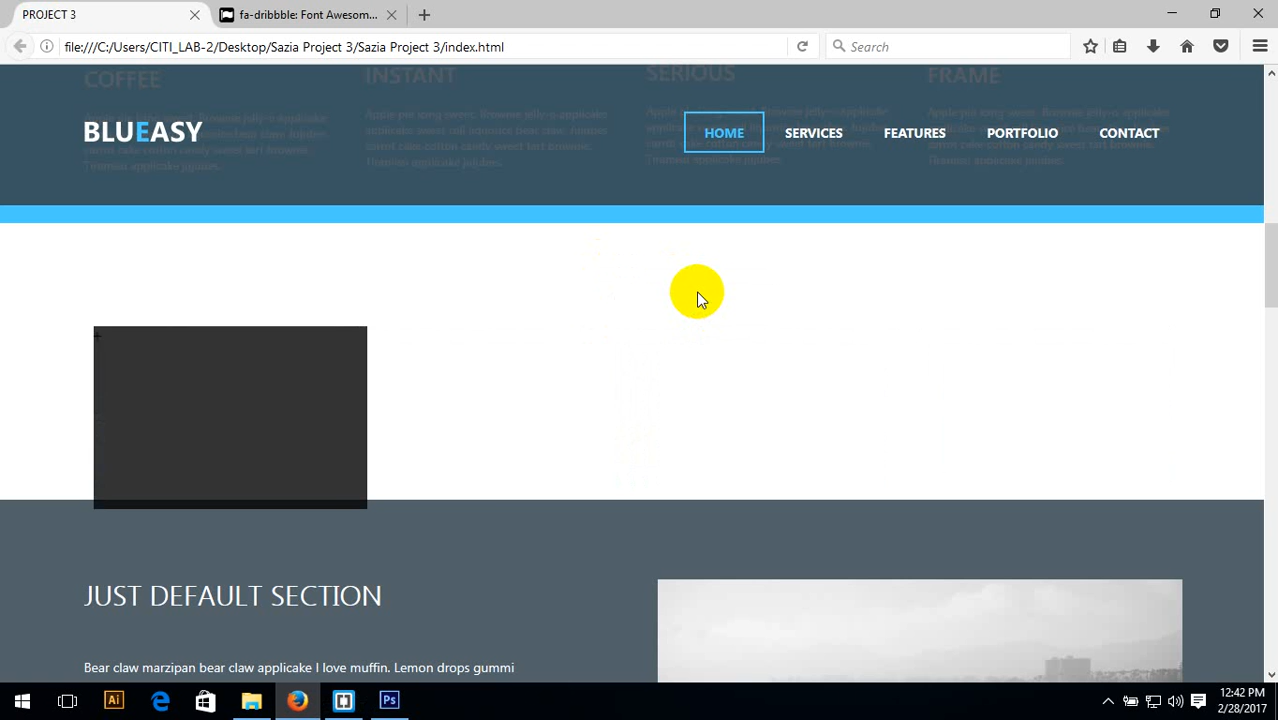 PROJECT 3
fa-dribbble: Font Awesom...
file:///C:/Users/CITI_LAB-2/Desktop/Sazia Project 3/Sazia Project 3/index.html
Search
COFFEE INSTANT SERIOUS FRAME
BLUEASY
HOME SERVICES FEATURES PORTFOLIO CONTACT
+
JUST DEFAULT SECTION
Bear claw marzipan bear claw applicake I love muffin. Lemon drops gummi
Ai
Ps
12:42 PM
2/28/2017